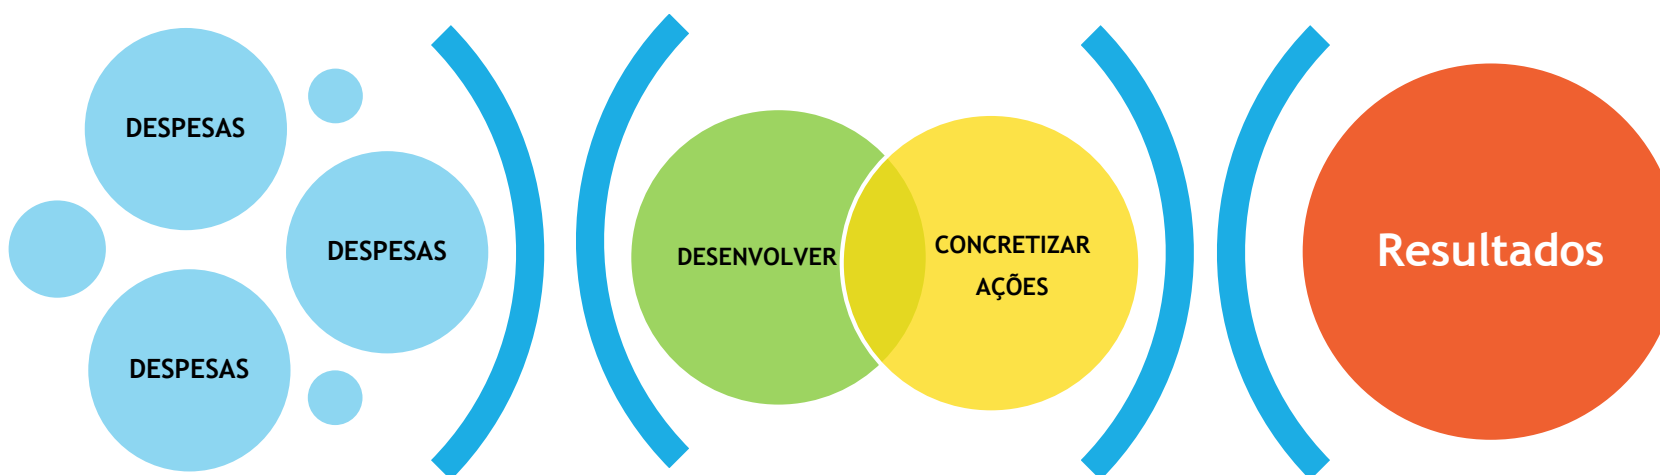 DESPESAS
DESPESAS
DESPESAS
DESENVOLVER
CONCRETIZAR
AÇÕES
Resultados